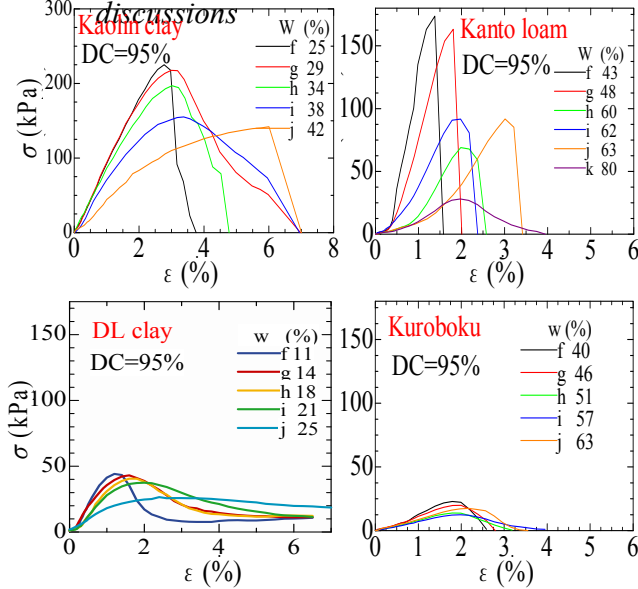 discussions
Kaolin clay
DC=95%
W (%)
f 25
g 29
h 34
i 38
j 42
200
150
100
50
0
σ (kPa)
0 2 4 6 8
ε (%)
Kanto loam
DC=95%
W (%)
f 43
g 48
h 60
i 62
j 63
k 80
150
100
50
0
0 1 2 3 4 5 6
ε (%)
DL clay
DC=95%
w (%)
f 11
g 14
h 18
i 21
j 25
150
100
50
0
σ (kPa)
0 2 4 6
ε (%)
Kuroboku
DC=95%
w (%)
f 40
g 46
h 51
i 57
j 63
150
100
50
0
0 1 2 3 4 5 6
ε (%)